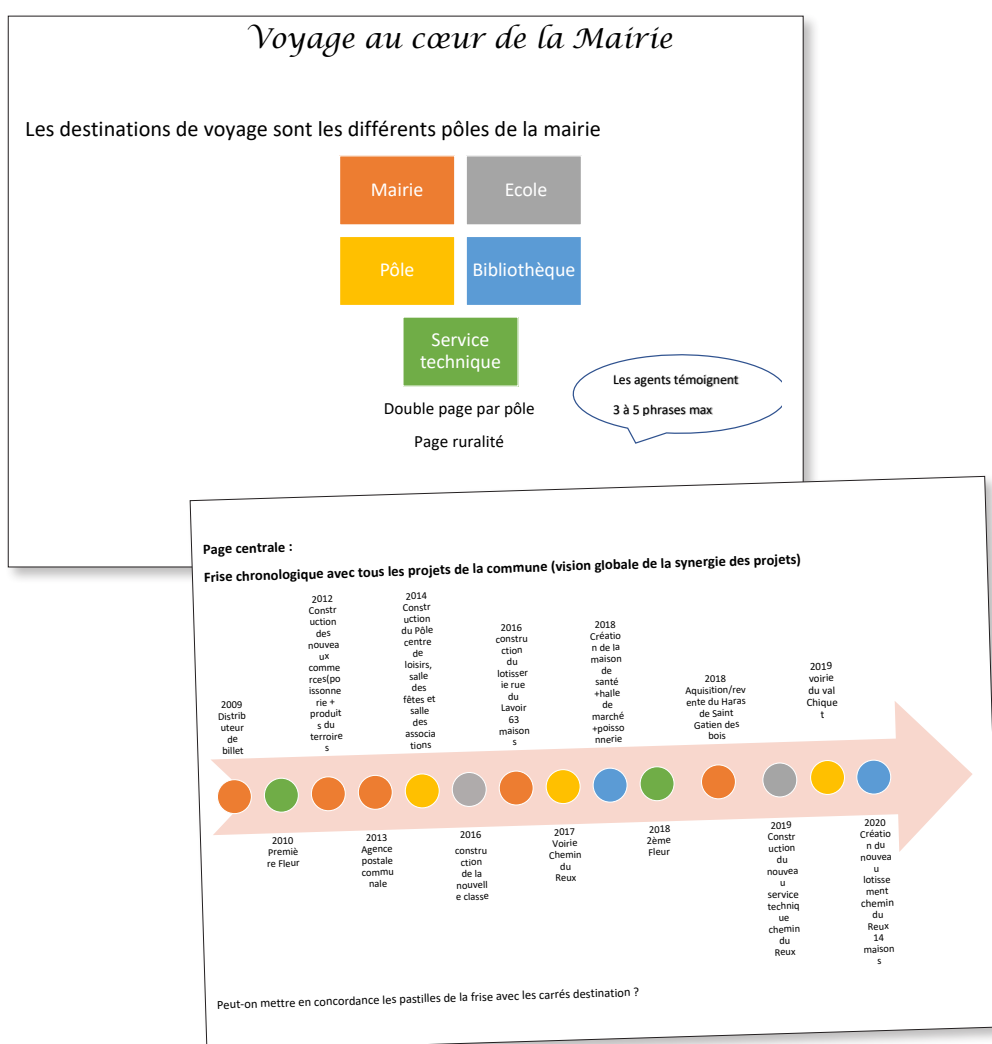 Voyage au cœur de la Mairie
Les destinations de voyage sont les différents pôles de la mairie
Mairie
Ecole
Pôle
Bibliothèque
Service
technique
Les agents témoignent
3 à 5 phrases max
Double page par pôle
Page ruralité
Page centrale :
Frise chronologique avec tous les projets de la commune (vision globale de la synergie des projets)
2009
Distrib
uteur
de
billet
2010
Premiè
re Fleur
2012
Constr
uction
des
nouvea
ux
comme
rces(po
issonne
rie +
produit
s du
terroire
s
2013
Agence
postale
commu
nale
2014
Constr
uction
du Pôle
centre
de
loisirs,
salle
des
fêtes et
salle
des
associa
tions
2016
constru
ction
de la
nouvell
e classe
2016
constru
ction
du
lotisser
ie rue
du
Lavoir
63
maison
s
2017
Voirie
Chemin
du
Reux
2018
Créatio
n de la
maison
de
santé
+halle
de
marché
+poisso
nnerie
2018
2ème
Fleur
2018
Aquisition/rev
ente du Haras
de Saint
Gatien des
bois
2019
Constr
uction
du
nouvea
u
service
techniq
ue
chemin
du
Reux
2019
voirie
du val
Chique
t
2020
Créatio
n du
nouvea
u
lotisse
ment
chemin
du
Reux
14
maison
s
Peut-on mettre en concordance les pastilles de la frise avec les carrés destination ?